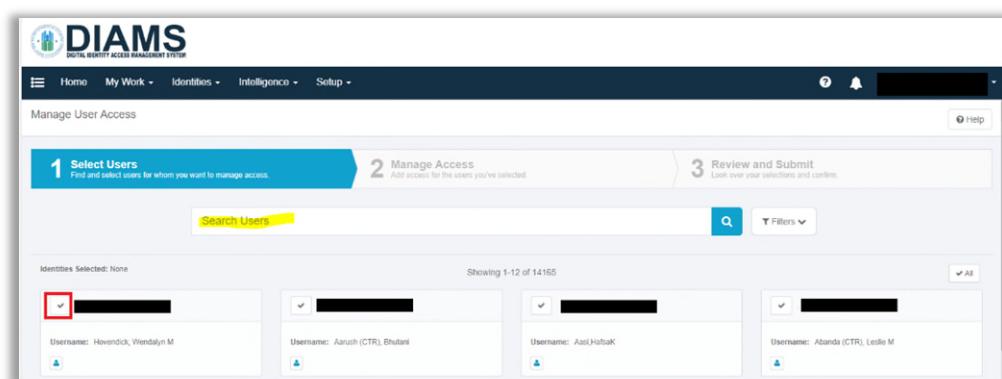 DIAMS
DIGITAL IDENTITY ACCESS MANAGEMENT SYSTEM
Home My Work Identities Intelligence Setup
Manage User Access
Help
1 Select Users
Find and select users for whom you want to manage access.
2 Manage Access
Add access for the users you've selected.
3 Review and Submit
Look over your selections and confirm.
Search Users
Filters
Identities Selected: None
Showing 1-12 of 14165
All
Username: Hovendick, Wendalyn M
Username: Aarush (CTR), Bhutani
Username: Aasi,HafsaK
Username: Abanda (CTR), Leslie M